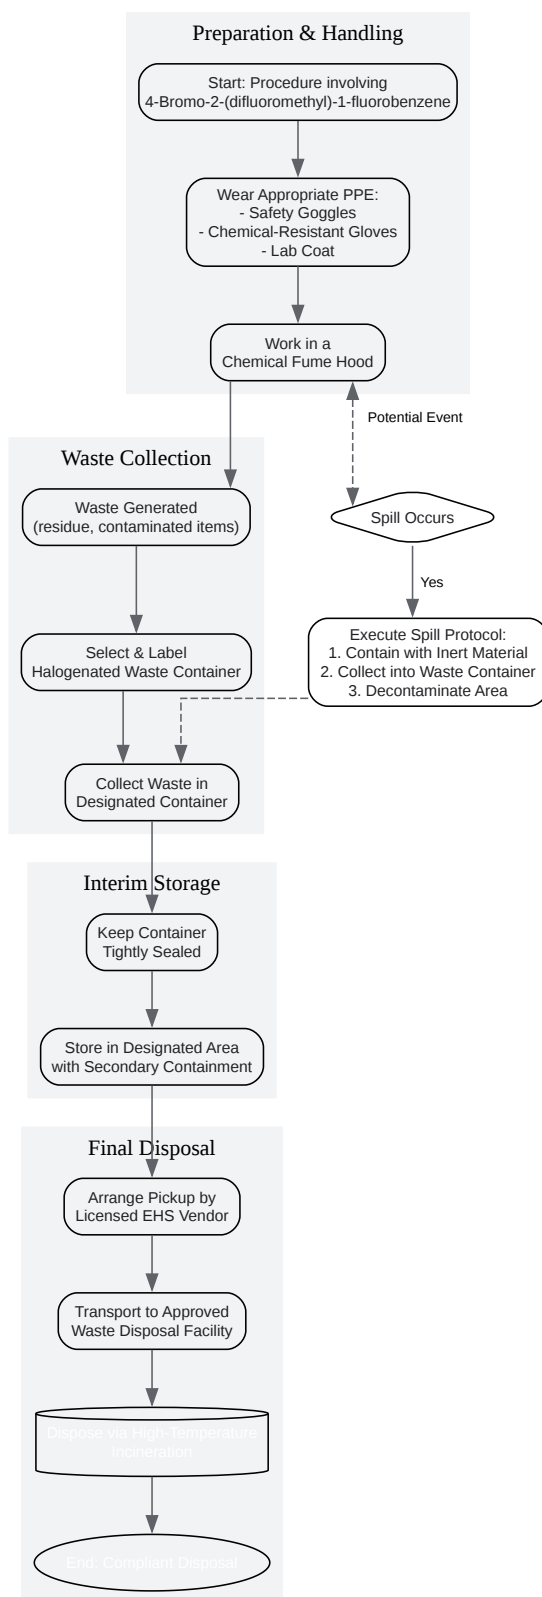 Preparation & Handling
Start: Procedure involving
4-Bromo-2-(difluoromethyl)-1-fluorobenzene
Wear Appropriate PPE:
- Safety Goggles
- Chemical-Resistant Gloves
- Lab Coat
Work in a
Chemical Fume Hood
Potential Event
Waste Collection
Waste Generated
(residue, contaminated items)
Spill Occurs
Yes
Select & Label
Halogenated Waste Container
Execute Spill Protocol:
1. Contain with Inert Material
2. Collect into Waste Container
3. Decontaminate Area
Collect Waste in
Designated Container
Interim Storage
Keep Container
Tightly Sealed
Store in Designated Area
with Secondary Containment
Final Disposal
Arrange Pickup by
Licensed EHS Vendor
Transport to Approved
Waste Disposal Facility
Dispose via High-Temperature
Incineration
End: Compliant Disposal